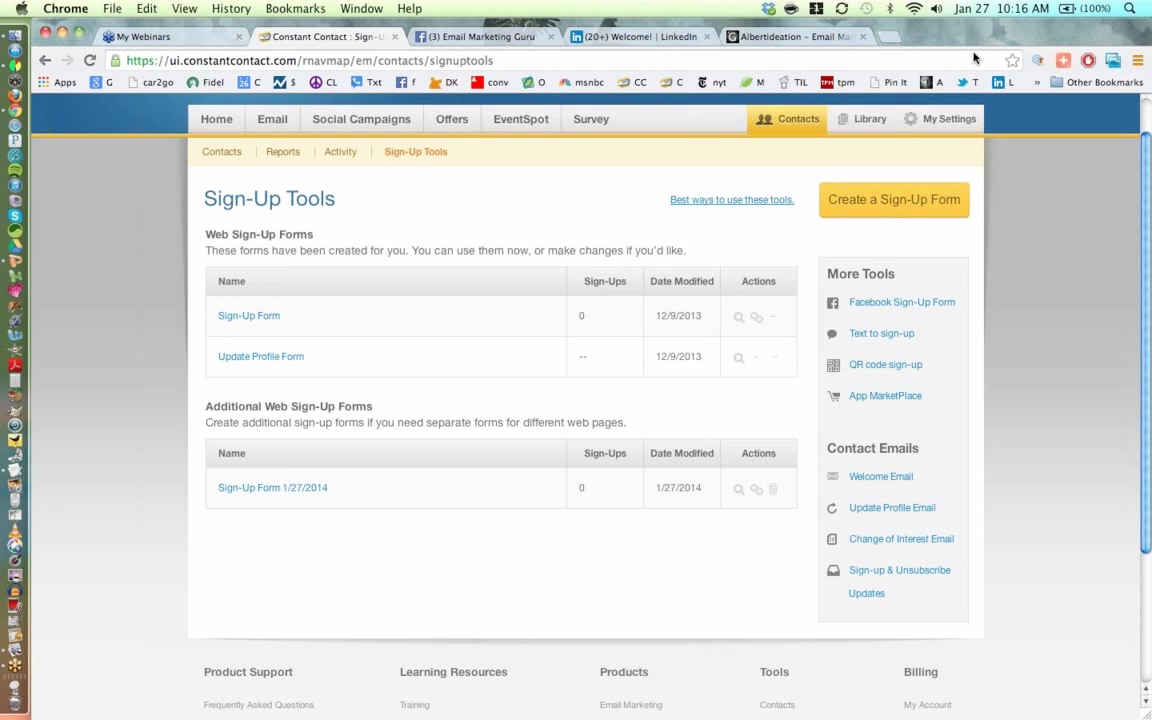 Chrome File Edit View History Bookmarks Window Help Jan 27 10:16 AM (100%)
My Webinars Constant Contact : Sign-U (3) Email Marketing Guru (20+) Welcome! | LinkedIn Albertideation – Email Ma
https://ui.constantcontact.com/rnavmap/em/contacts/signuptools
Apps G car2go Fidel C $ CL Txt f DK conv O msnbc CC C nyt M TIL tpm Pin It A T L » Other Bookmarks
Home Email Social Campaigns Offers EventSpot Survey Contacts Library My Settings
Contacts Reports Activity Sign-Up Tools
Sign-Up Tools Best ways to use these tools. Create a Sign-Up Form
Web Sign-Up Forms
These forms have been created for you. You can use them now, or make changes if you'd like.
Name Sign-Ups Date Modified Actions
Sign-Up Form 0 12/9/2013 –
Update Profile Form -- 12/9/2013 – –
Additional Web Sign-Up Forms
Create additional sign-up forms if you need separate forms for different web pages.
Name Sign-Ups Date Modified Actions
Sign-Up Form 1/27/2014 0 1/27/2014
More Tools
Facebook Sign-Up Form
Text to sign-up
QR code sign-up
App MarketPlace
Contact Emails
Welcome Email
Update Profile Email
Change of Interest Email
Sign-up & Unsubscribe
Updates
Product Support Learning Resources Products Tools Billing
Frequently Asked Questions Training Email Marketing Contacts My Account